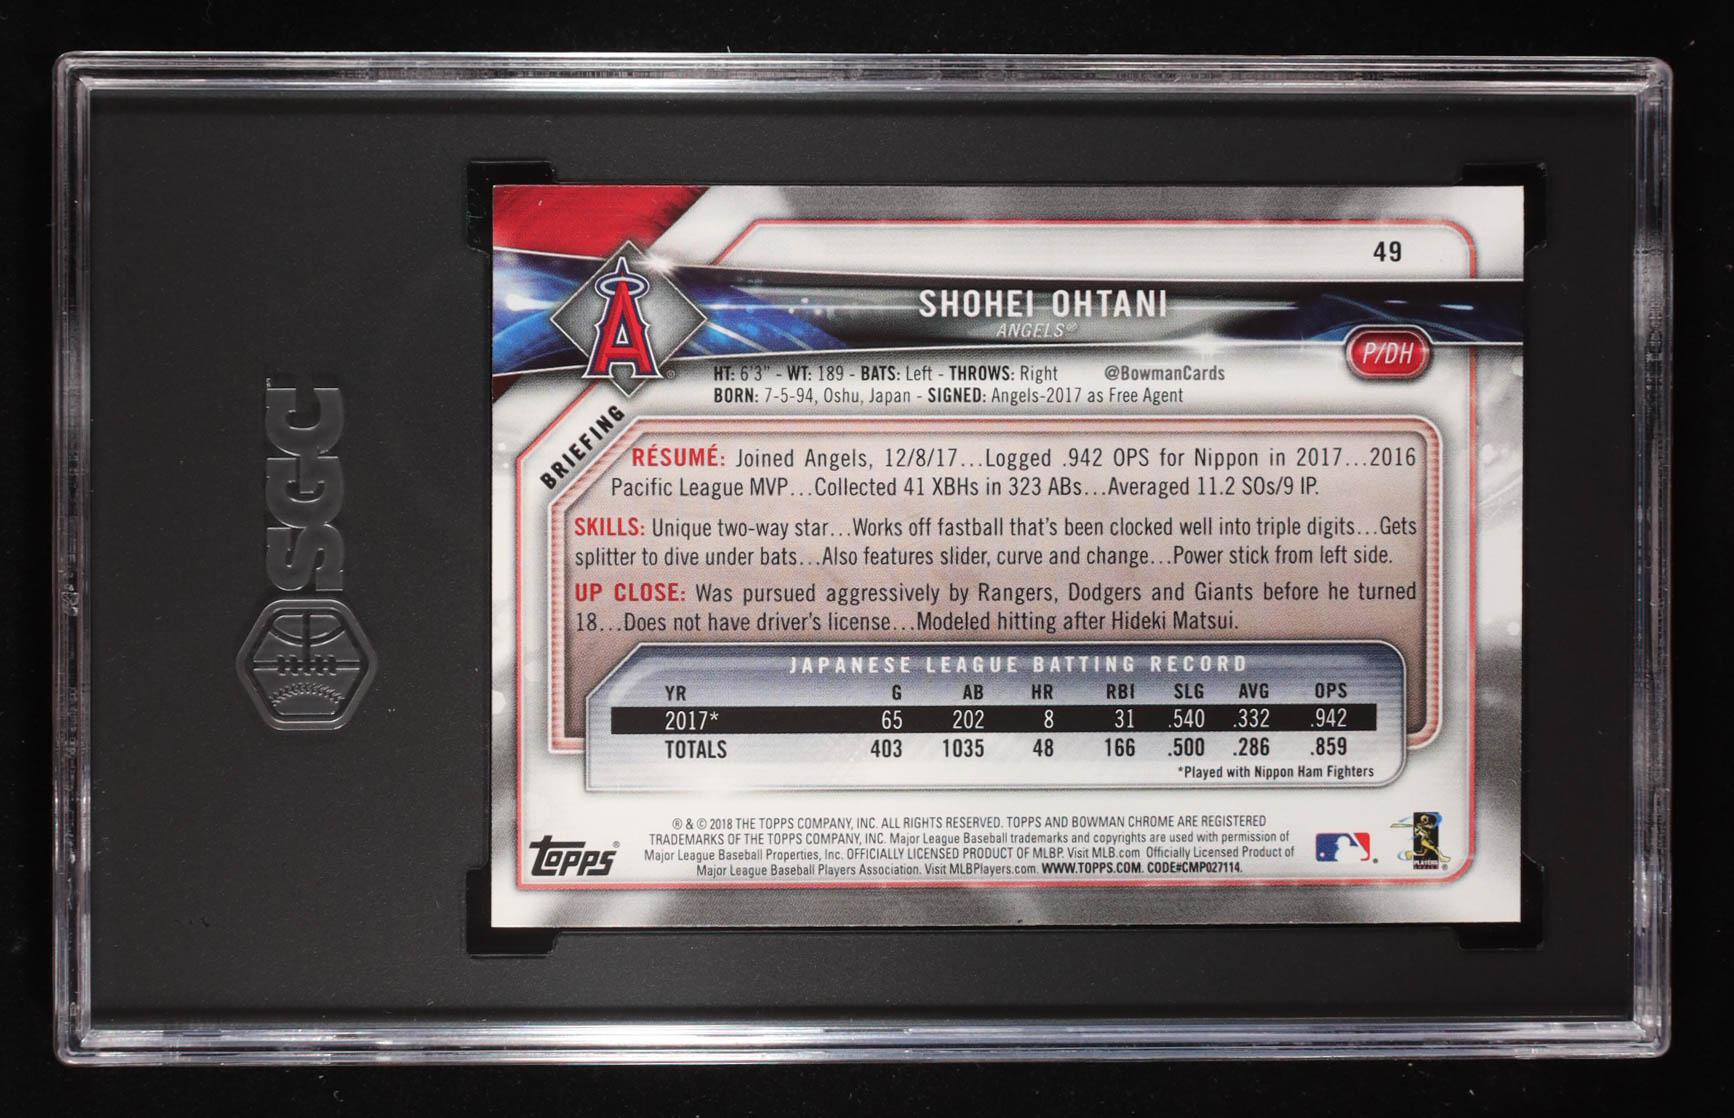 SGC
49
SHOHEI OHTANI
ANGELS®
P/DH
HT: 6'3" - WT: 189 - BATS: Left - THROWS: Right @BowmanCards
BORN: 7-5-94, Oshu, Japan - SIGNED: Angels-2017 as Free Agent
BRIEFING
RÉSUMÉ: Joined Angels, 12/8/17...Logged .942 OPS for Nippon in 2017...2016
Pacific League MVP...Collected 41 XBHs in 323 ABs...Averaged 11.2 SOs/9 IP.
SKILLS: Unique two-way star...Works off fastball that's been clocked well into triple digits...Gets
splitter to dive under bats...Also features slider, curve and change...Power stick from left side.
UP CLOSE: Was pursued aggressively by Rangers, Dodgers and Giants before he turned
18...Does not have driver's license...Modeled hitting after Hideki Matsui.
JAPANESE LEAGUE BATTING RECORD
YR G AB HR RBI SLG AVG OPS
2017* 65 202 8 31 .540 .332 .942
TOTALS 403 1035 48 166 .500 .286 .859
*Played with Nippon Ham Fighters
® & © 2018 THE TOPPS COMPANY, INC. ALL RIGHTS RESERVED. TOPPS AND BOWMAN CHROME ARE REGISTERED
TRADEMARKS OF THE TOPPS COMPANY, INC. Major League Baseball trademarks and copyrights are used with permission of
Major League Baseball Properties, Inc. OFFICIALLY LICENSED PRODUCT OF MLBP. Visit MLB.com Officially Licensed Product of
Major League Baseball Players Association. Visit MLBPlayers.com. WWW.TOPPS.COM. CODE#CMP027114.
Topps®
PLAYERS